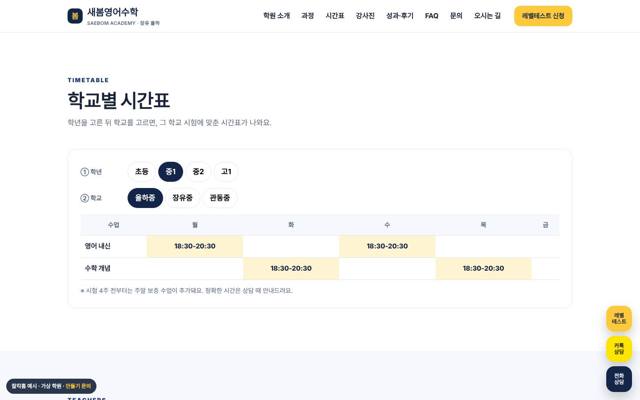 봄 새봄영어수학
SAEBOM ACADEMY · 장유 율하
학원 소개 과정 시간표 강사진 성과·후기 FAQ 문의 오시는 길 레벨테스트 신청
TIMETABLE
학교별 시간표
학년을 고른 뒤 학교를 고르면, 그 학교 시험에 맞춘 시간표가 나와요.
① 학년 초등 중1 중2 고1
② 학교 율하중 장유중 관동중
수업 월 화 수 목 금
영어 내신 18:30-20:30 18:30-20:30
수학 개념 18:30-20:30 18:30-20:30
※ 시험 4주 전부터는 주말 보충 수업이 추가돼요. 정확한 시간은 상담 때 안내드려요.
레벨
테스트
카톡
상담
전화
상담
찰칵홈 예시 · 가상 학원 · 만들기 문의
TEACHERS